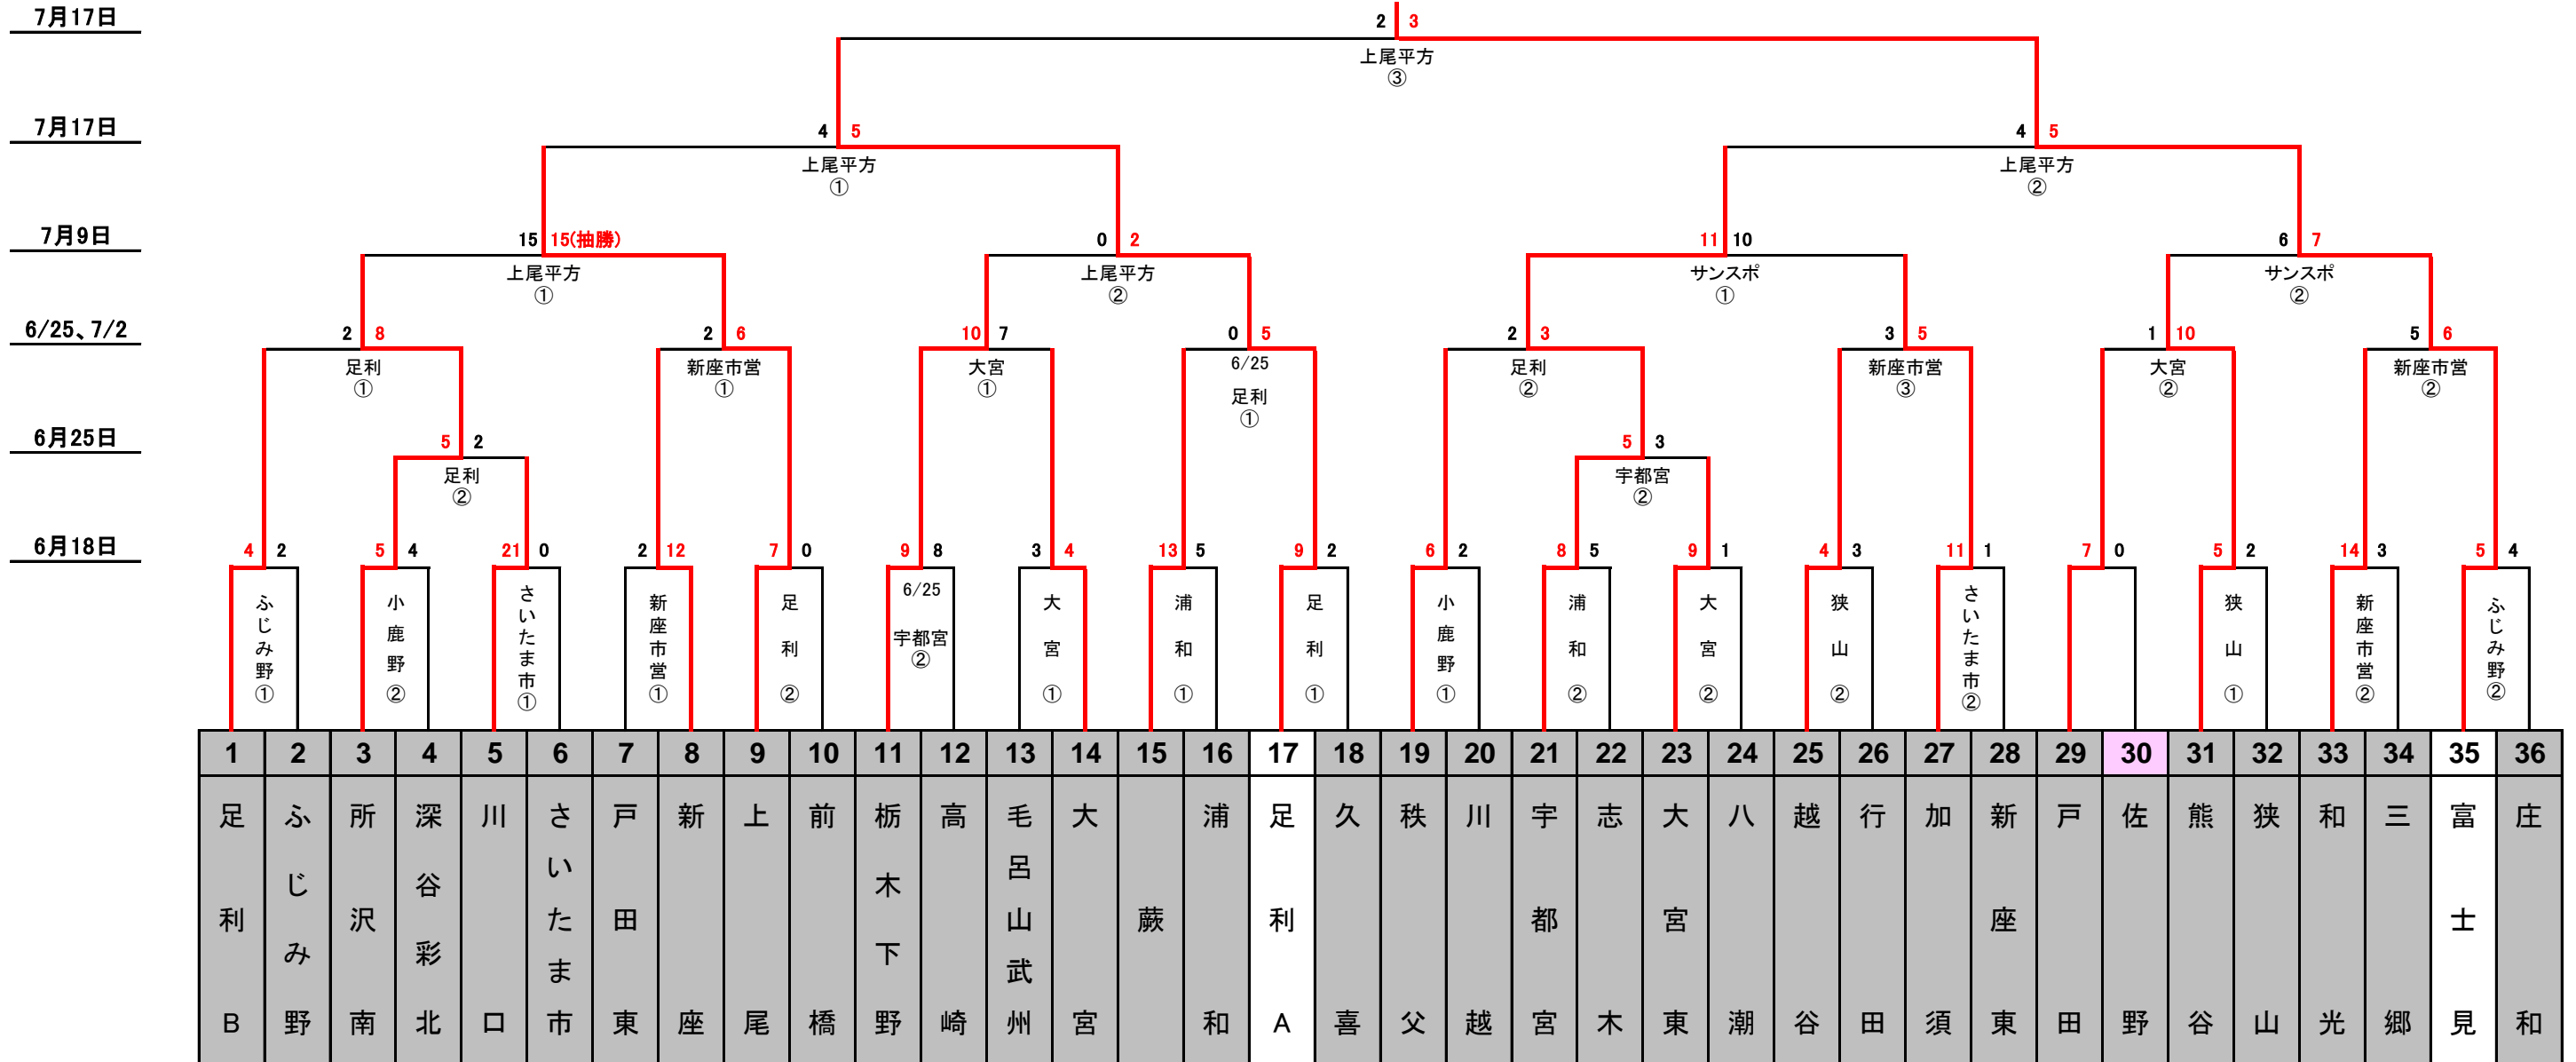 7月17日
2 3
上尾平方
③
7月17日
4 5 4 5
上尾平方 上尾平方
① ②
7月9日
15 15(抽勝) 0 2 11 10 6 7
上尾平方 上尾平方 サンスポ サンスポ
① ② ① ②
6/25、7/2
2 8 2 6 10 7 0 5 2 3 3 5 1 10 5 6
足利 新座市営 大宮 6/25 足利 新座市営 大宮 新座市営
① ① ① 足利 ② ③ ② ②
①
6月25日
5 2 5 3
足利 宇都宮
② ②
6月18日
4 2 5 4 21 0 2 12 7 0 9 8 3 4 13 5 9 2 6 2 8 5 9 1 4 3 11 1 7 0 5 2 14 3 5 4
ふじみ野①
小鹿野②
さいたま市①
新座市営①
足利②
6/25
宇都宮
②
大宮①
浦和①
足利①
小鹿野①
浦和②
大宮②
狭山②
さいたま市②
狭山①
新座市営②
ふじみ野②
1 2 3 4 5 6 7 8 9 10 11 12 13 14 15 16 17 18 19 20 21 22 23 24 25 26 27 28 29 30 31 32 33 34 35 36
足利B
ふじみ野
所沢南
深谷彩北
川口
さいたま市
戸田東
新座
上尾
前橋
栃木下野
高崎
毛呂山武州
大宮
蕨
浦和
足利A
久喜
秩父
川越
宇都宮
志木
大宮東
八潮
越谷
行田
加須
新座東
戸田
佐野
熊谷
狭山
和光
三郷
富士見
庄和